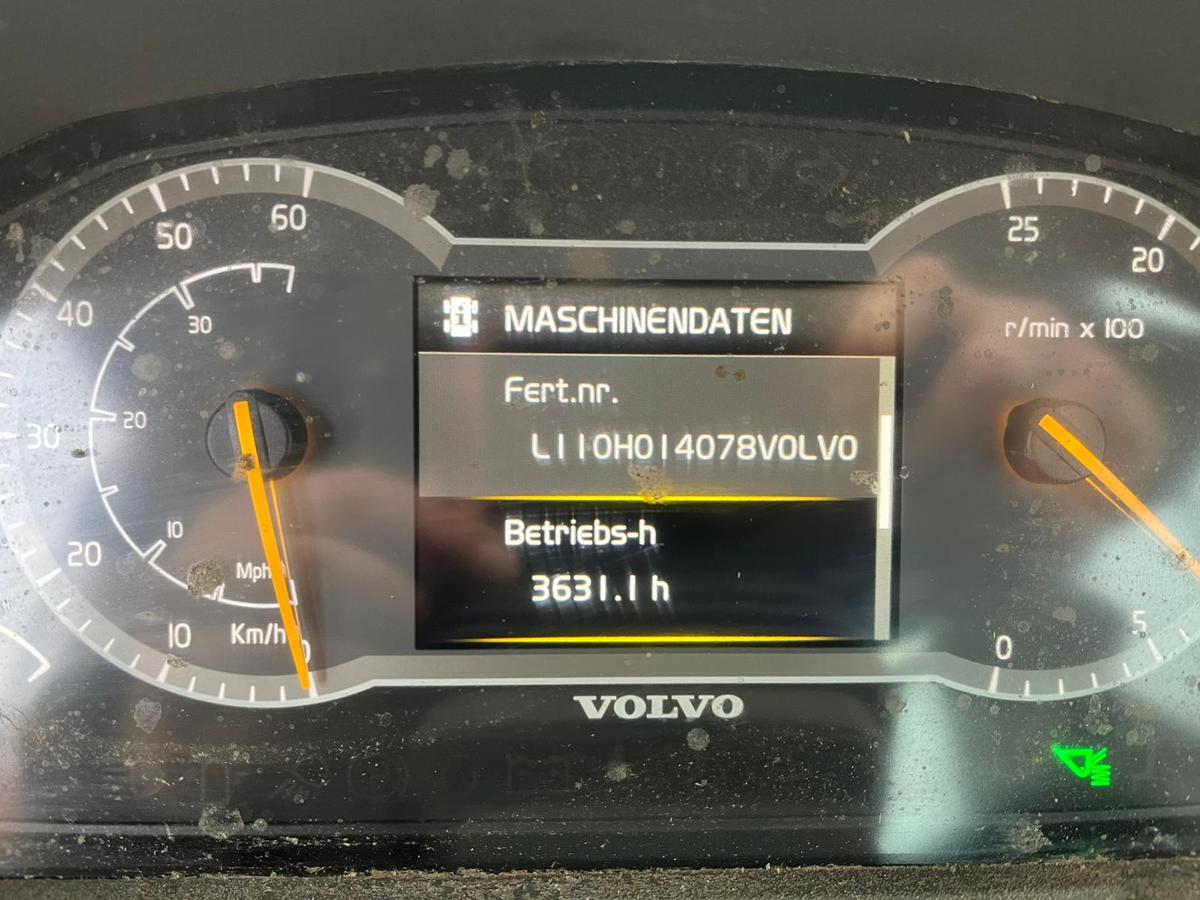 60
50
40
30
20
10
0
30
20
10
Mph
Km/h
MASCHINENDATEN
Fert.nr.
L110H014078VOLVO
Betriebs-h
3631.1 h
25
20
r/min x 100
5
0
VOLVO